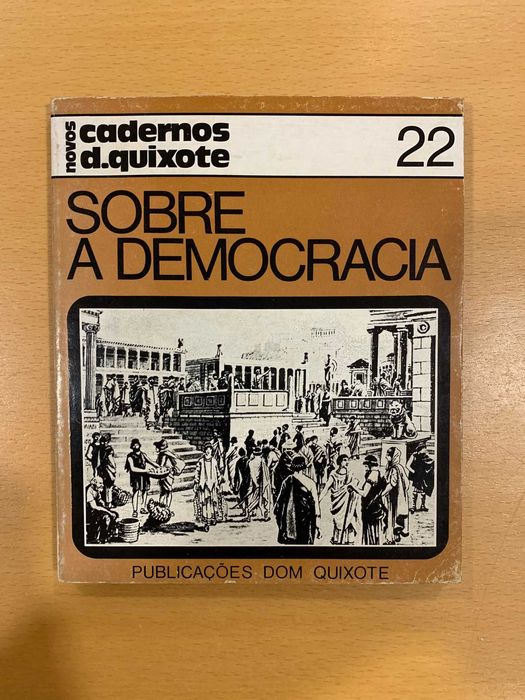 novos
cadernos
d.quixote
22
SOBRE
A DEMOCRACIA
PUBLICAÇÕES DOM QUIXOTE